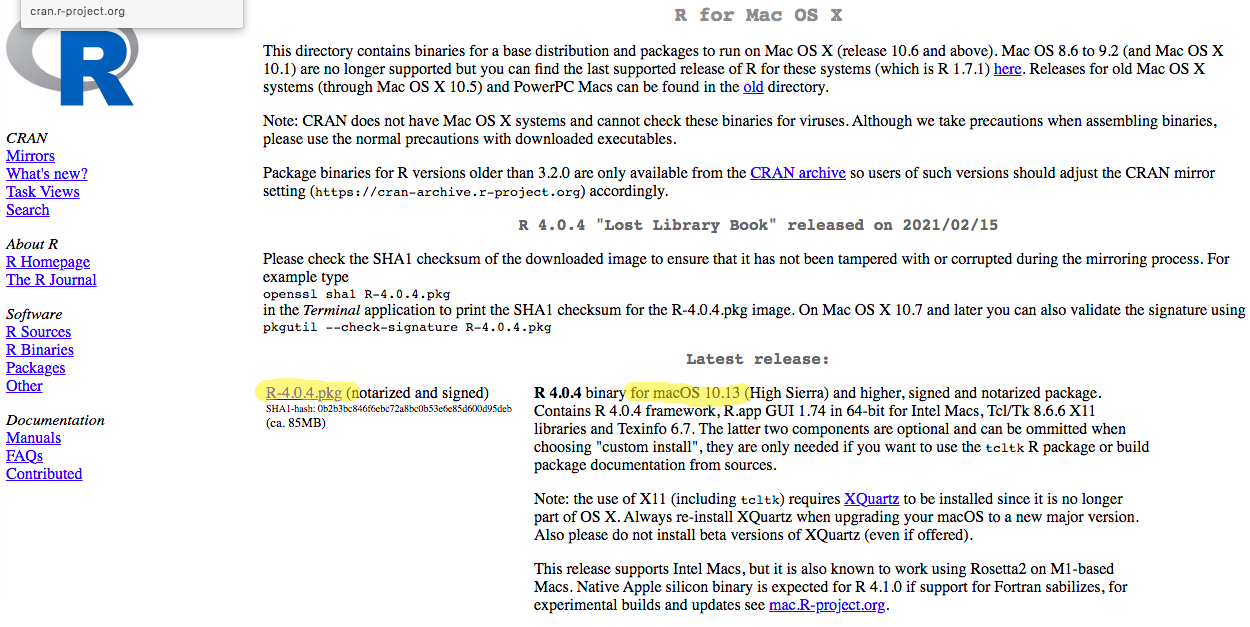 cran.r-project.org
R
CRAN
Mirrors
What's new?
Task Views
Search
About R
R Homepage
The R Journal
Software
R Sources
R Binaries
Packages
Other
Documentation
Manuals
FAQs
Contributed
R for Mac OS X
This directory contains binaries for a base distribution and packages to run on Mac OS X (release 10.6 and above). Mac OS 8.6 to 9.2 (and Mac OS X
10.1) are no longer supported but you can find the last supported release of R for these systems (which is R 1.7.1) here. Releases for old Mac OS X
systems (through Mac OS X 10.5) and PowerPC Macs can be found in the old directory.
Note: CRAN does not have Mac OS X systems and cannot check these binaries for viruses. Although we take precautions when assembling binaries,
please use the normal precautions with downloaded executables.
Package binaries for R versions older than 3.2.0 are only available from the CRAN archive so users of such versions should adjust the CRAN mirror
setting (https://cran-archive.r-project.org) accordingly.
R 4.0.4 "Lost Library Book" released on 2021/02/15
Please check the SHA1 checksum of the downloaded image to ensure that it has not been tampered with or corrupted during the mirroring process. For
example type
openssl sha1 R-4.0.4.pkg
in the Terminal application to print the SHA1 checksum for the R-4.0.4.pkg image. On Mac OS X 10.7 and later you can also validate the signature using
pkgutil --check-signature R-4.0.4.pkg
Latest release:
R-4.0.4.pkg (notarized and signed)
SHA1-hash: 0b2b3bc846f6ebc72a8bc0b53e6e85d600d95deb
(ca. 85MB)
R 4.0.4 binary for macOS 10.13 (High Sierra) and higher, signed and notarized package.
Contains R 4.0.4 framework, R.app GUI 1.74 in 64-bit for Intel Macs, Tcl/Tk 8.6.6 X11
libraries and Texinfo 6.7. The latter two components are optional and can be ommitted when
choosing "custom install", they are only needed if you want to use the tcltk R package or build
package documentation from sources.
Note: the use of X11 (including tcltk) requires XQuartz to be installed since it is no longer
part of OS X. Always re-install XQuartz when upgrading your macOS to a new major version.
Also please do not install beta versions of XQuartz (even if offered).
This release supports Intel Macs, but it is also known to work using Rosetta2 on M1-based
Macs. Native Apple silicon binary is expected for R 4.1.0 if support for Fortran sabilizes, for
experimental builds and updates see mac.R-project.org.